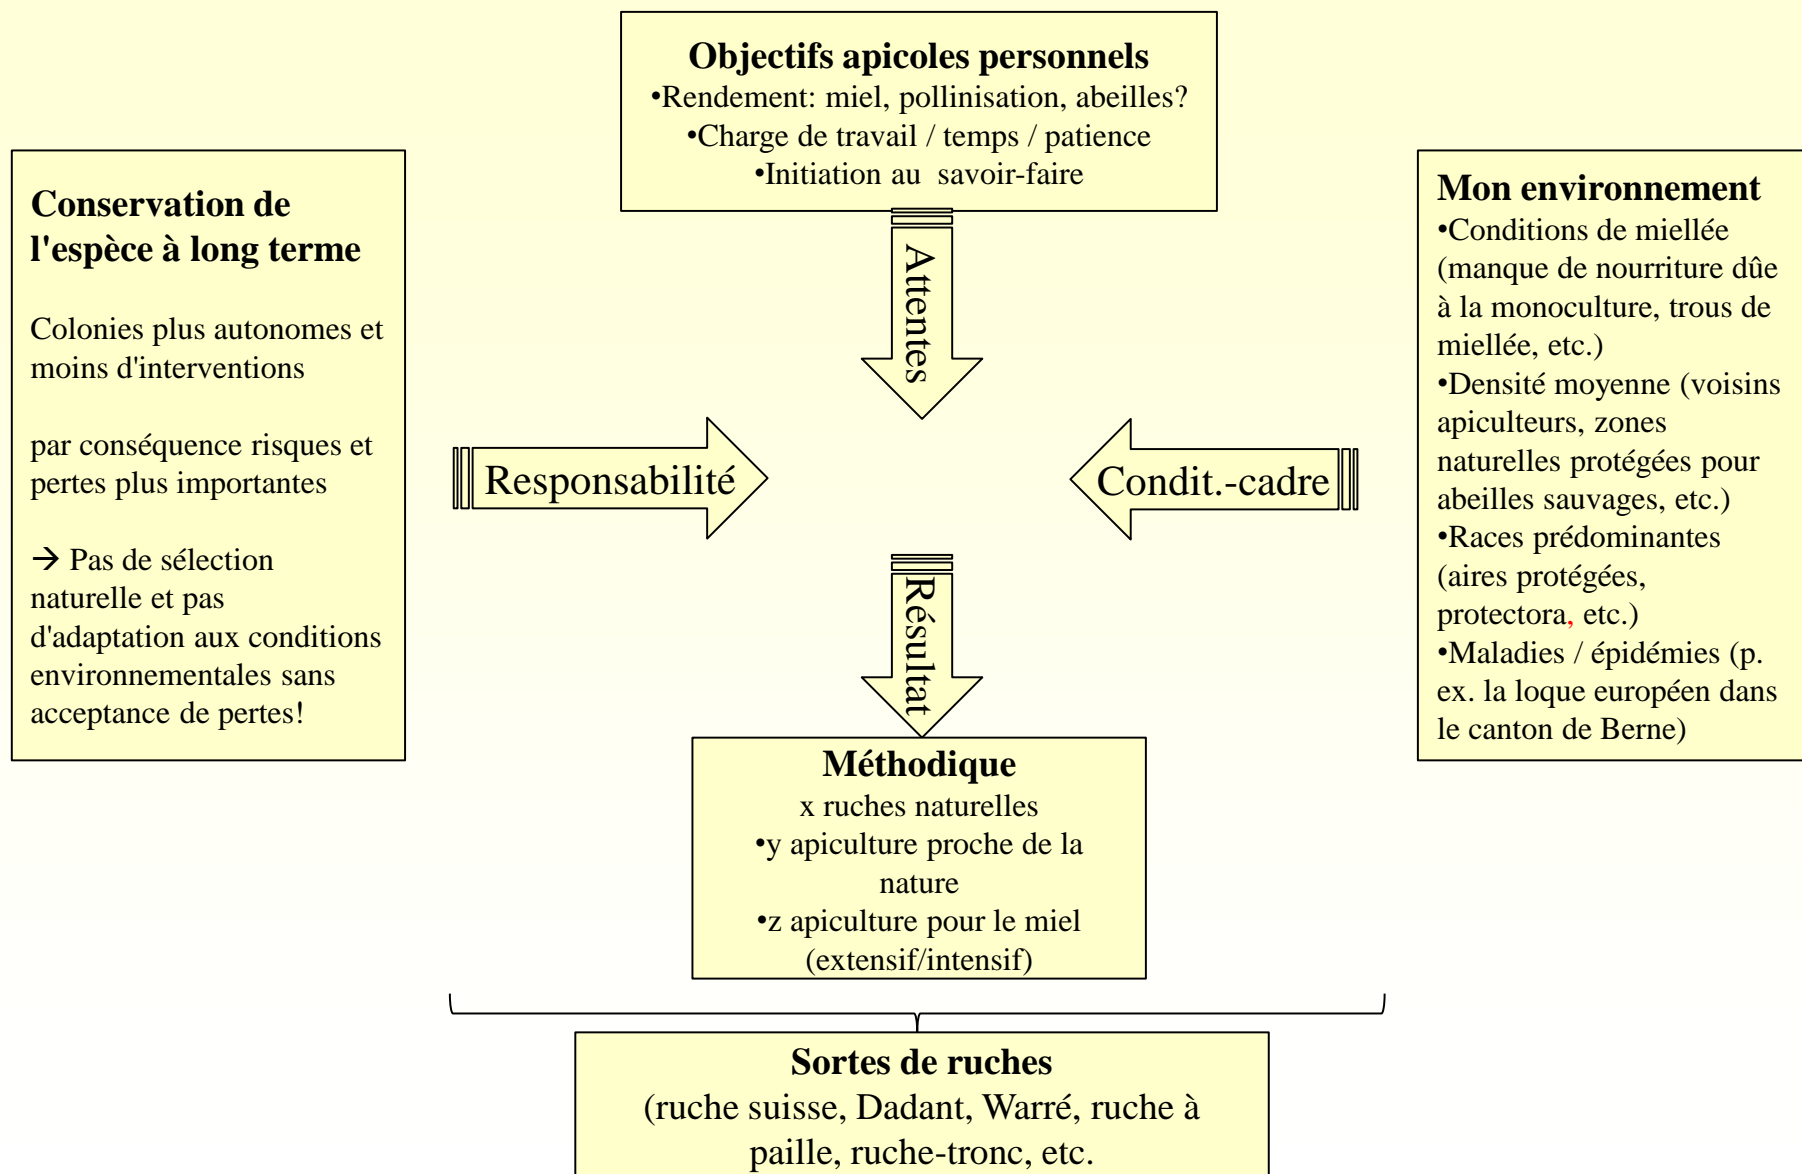 Objectifs apicoles personnels
•Rendement: miel, pollinisation, abeilles?
•Charge de travail / temps / patience
•Initiation au  savoir-faire
Attentes
Conservation de
l'espèce à long terme
Colonies plus autonomes et
moins d'interventions
par conséquence risques et
pertes plus importantes
→ Pas de sélection
naturelle et pas
d'adaptation aux conditions
environnementales sans
acceptance de pertes!
Responsabilité
Condit.-cadre
Mon environnement
•Conditions de miellée
(manque de nourriture dûe
à la monoculture, trous de
miellée, etc.)
•Densité moyenne (voisins
apiculteurs, zones
naturelles protégées pour
abeilles sauvages, etc.)
•Races prédominantes
(aires protégées,
protectora, etc.)
•Maladies / épidémies (p.
ex. la loque européen dans
le canton de Berne)
Résultat
Méthodique
x ruches naturelles
•y apiculture proche de la
nature
•z apiculture pour le miel
(extensif/intensif)
Sortes de ruches
(ruche suisse, Dadant, Warré, ruche à
paille, ruche-tronc, etc.